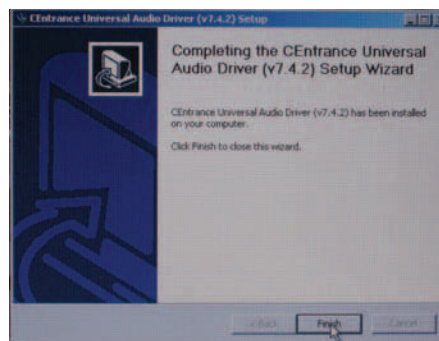 CEntrance Universal Audio Driver (v7.4.2) Setup
Completing the CEntrance Universal
Audio Driver (v7.4.2) Setup Wizard
CEntrance Universal Audio Driver (v7.4.2) has been installed
on your computer.
Click Finish to close this wizard.
< Back
Finish
Cancel